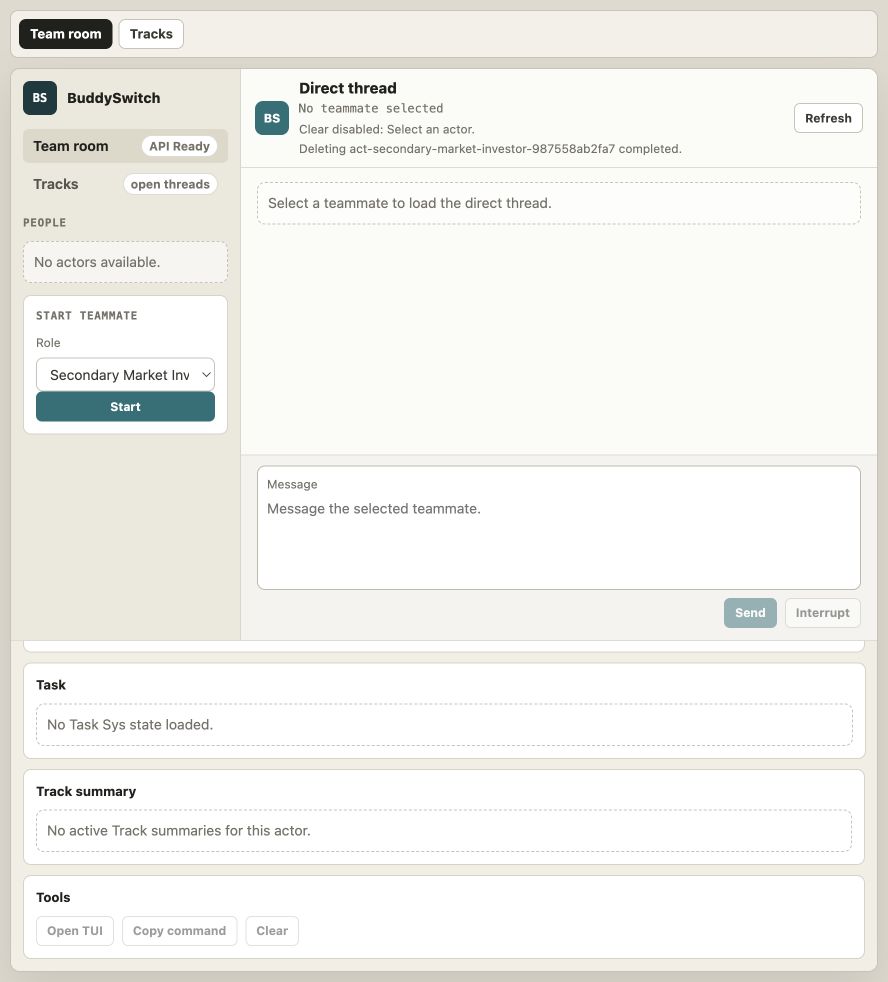 Team room
Tracks
BS
BuddySwitch
Team room
API Ready
Tracks
open threads
PEOPLE
No actors available.
START TEAMMATE
Role
Secondary Market Inv
Start
BS
Direct thread
No teammate selected
Clear disabled: Select an actor.
Deleting act-secondary-market-investor-987558ab2fa7 completed.
Refresh
Select a teammate to load the direct thread.
Message
Message the selected teammate.
Send
Interrupt
Task
No Task Sys state loaded.
Track summary
No active Track summaries for this actor.
Tools
Open TUI
Copy command
Clear